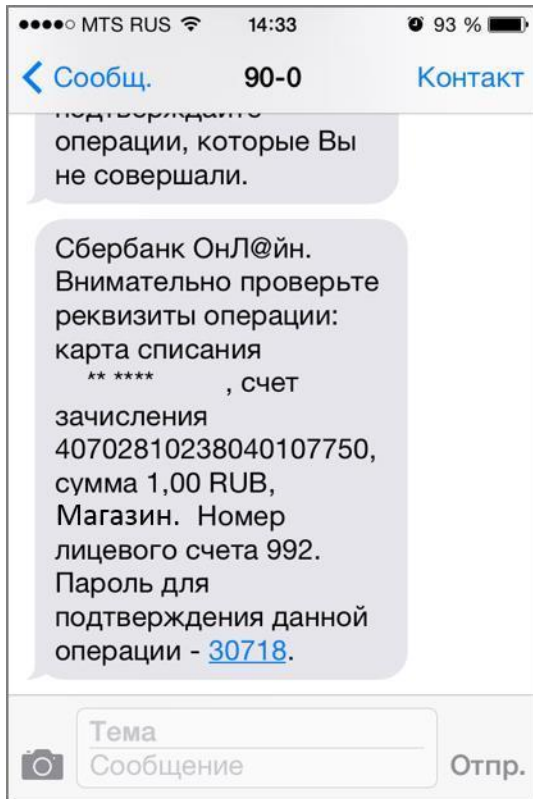 MTS RUS 14:33 93 %
Сообщ. 90-0 Контакт
подтверждайте
операции, которые Вы
не совершали.
Сбербанк ОнЛ@йн.
Внимательно проверьте
реквизиты операции:
карта списания
** **** , счет
зачисления
40702810238040107750,
сумма 1,00 RUB,
Магазин. Номер
лицевого счета 992.
Пароль для
подтверждения данной
операции - 30718.
Тема
Сообщение Отпр.